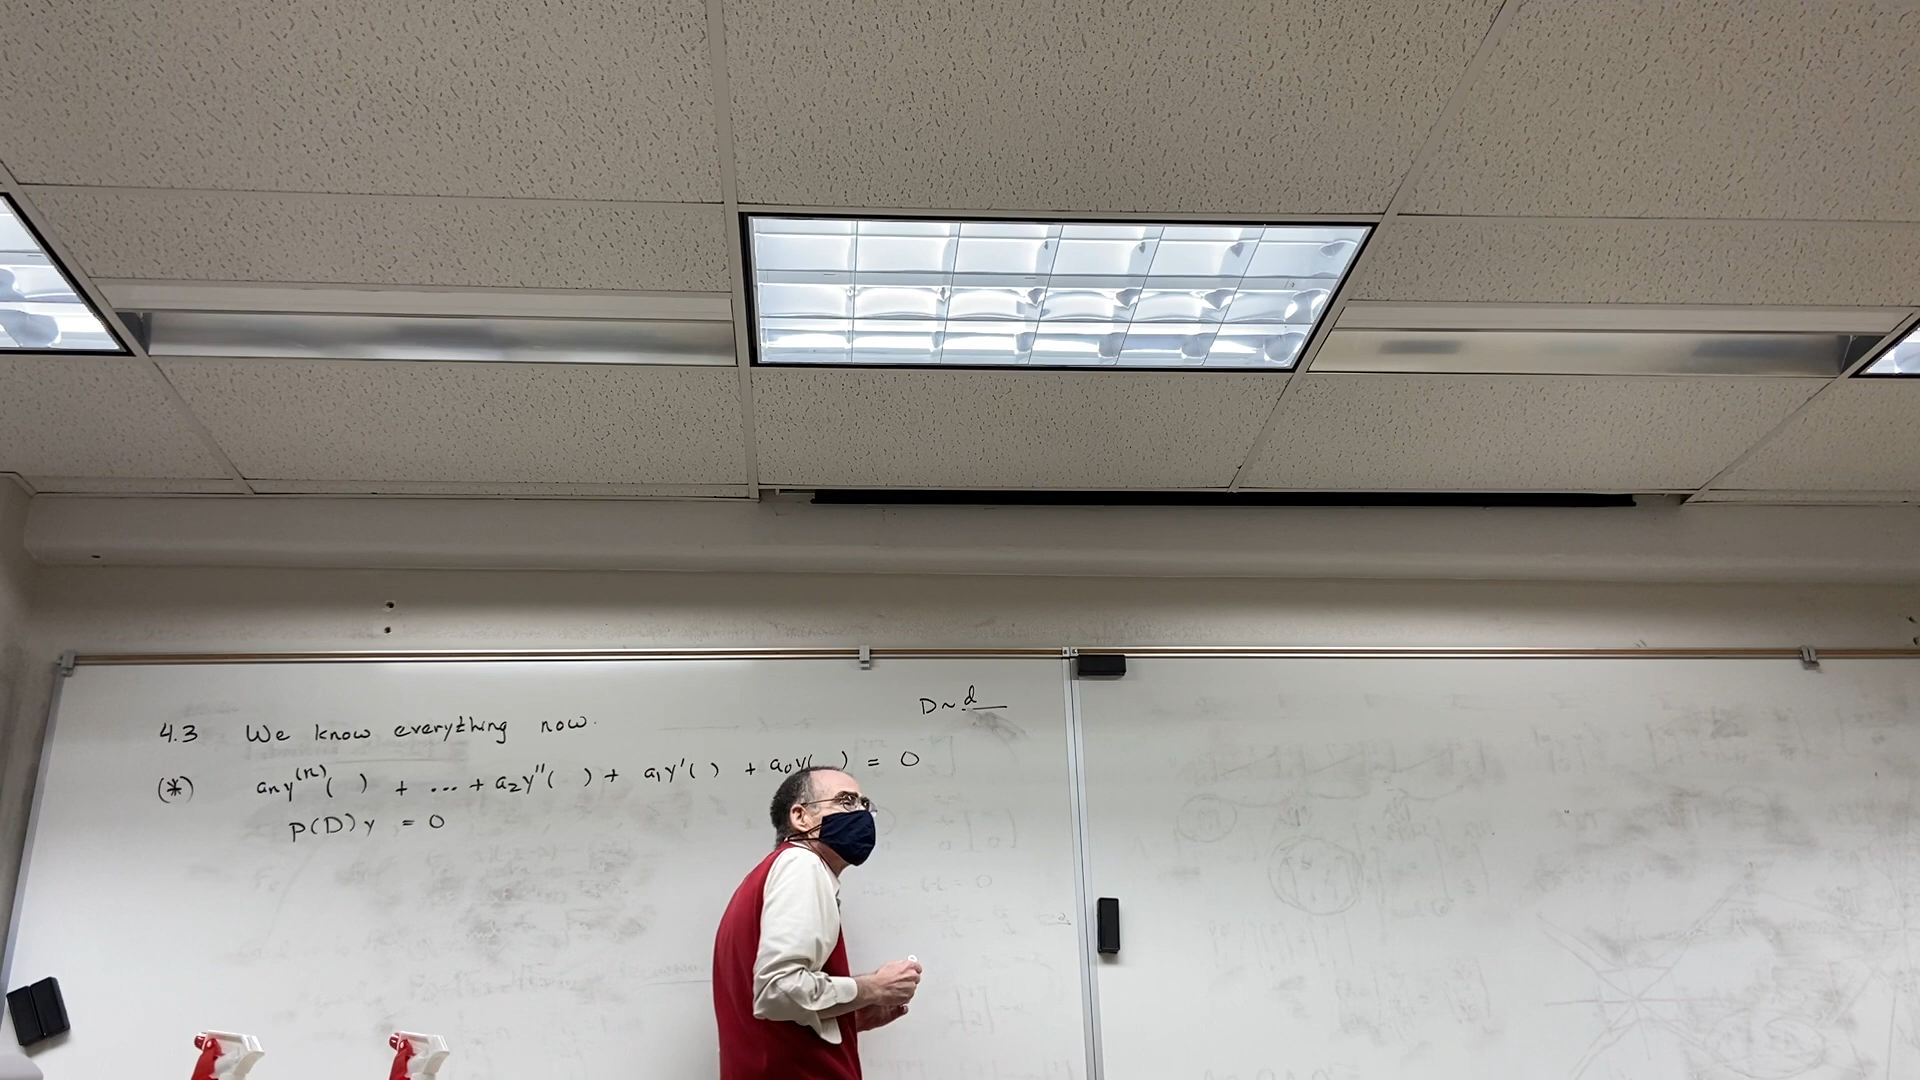 D ~ d
4.3 We know everything now.
(*) aₙy⁽ⁿ⁾( ) + ... + a₂y''( ) + a₁y'( ) + a₀y( ) = 0
P(D)y = 0